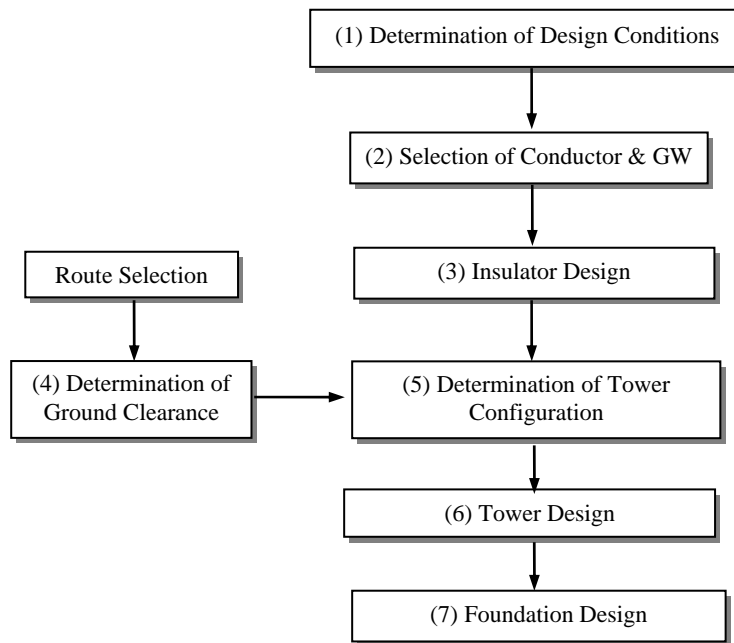 (1) Determination of Design Conditions
(2) Selection of Conductor & GW
(3) Insulator Design
Route Selection
(4) Determination of
Ground Clearance
(5) Determination of Tower
Configuration
(6) Tower Design
(7) Foundation Design